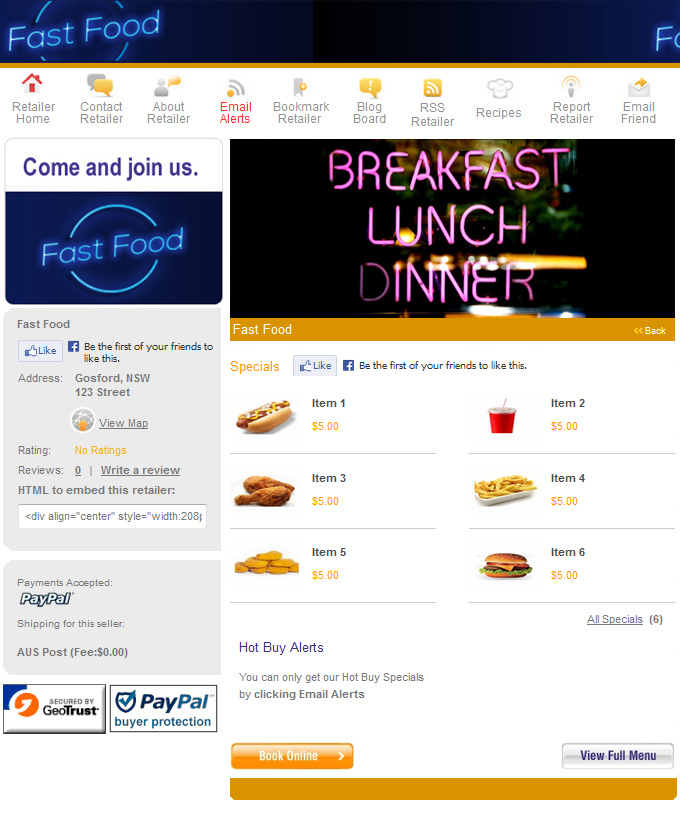 Fast Food
F
Retailer Home
Contact Retailer
About Retailer
Email Alerts
Bookmark Retailer
Blog Board
RSS Retailer
Recipes
Report Retailer
Email Friend
Come and join us.
Fast Food
BREAKFAST
LUNCH
DINNER
Fast Food
Back
Fast Food
Like
Be the first of your friends to
like this.
Address:
Gosford, NSW
123 Street
View Map
Rating: No Ratings
Reviews: 0 | Write a review
HTML to embed this retailer:
<div align="center" style="width:208p
Payments Accepted:
PayPal
Shipping for this seller:
AUS Post (Fee:$0.00)
SECURED BY
GeoTrust
PayPal
buyer protection
Specials
Like
Be the first of your friends to like this.
Item 1
$5.00
Item 2
$5.00
Item 3
$5.00
Item 4
$5.00
Item 5
$5.00
Item 6
$5.00
All Specials (6)
Hot Buy Alerts
You can only get our Hot Buy Specials
by clicking Email Alerts
Book Online
View Full Menu